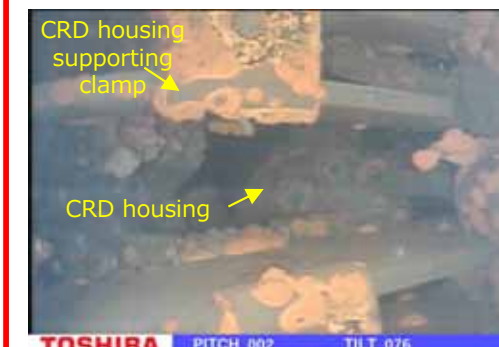 CRD housing
supporting
clamp
CRD housing
TOSHIBA PITCH 002 TILT 076